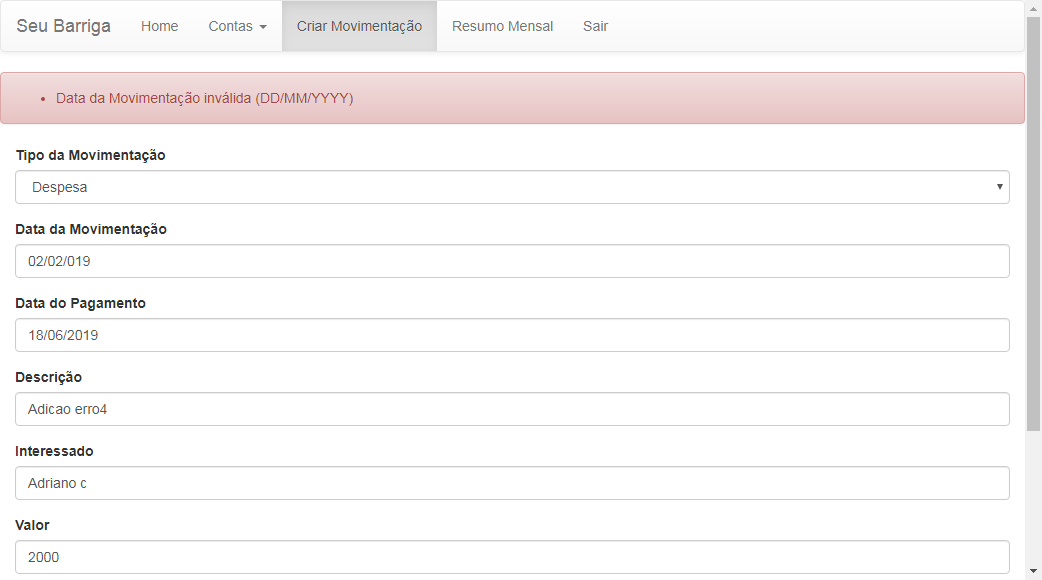 Seu Barriga Home Contas Criar Movimentação Resumo Mensal Sair
Data da Movimentação inválida (DD/MM/YYYY)
Tipo da Movimentação
Despesa
Data da Movimentação
02/02/019
Data do Pagamento
18/06/2019
Descrição
Adicao erro4
Interessado
Adriano c
Valor
2000